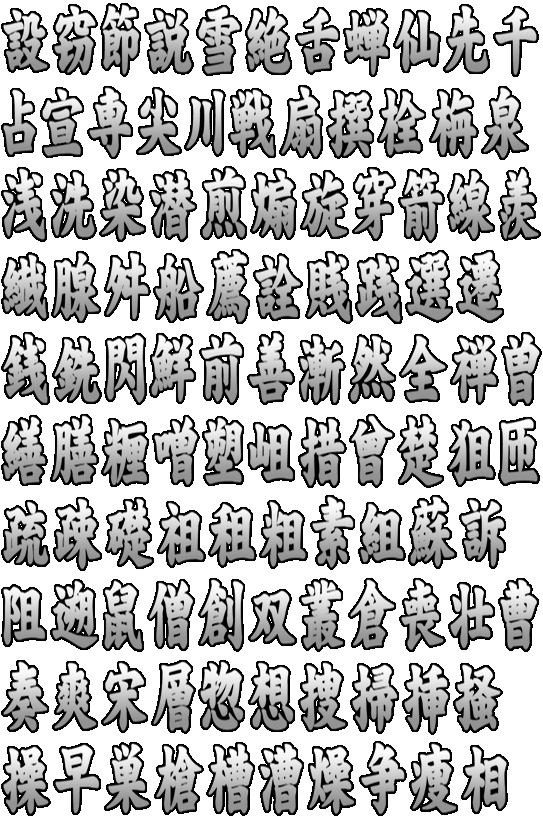 設窃節説雪絶舌蝉仙先千
占宣専尖川戦扇撰栓栴泉
浅洗染潜煎煽旋穿箭線羨
繊腺舛船薦詮賎践選遷
銭銑閃鮮前善漸然全禅曽
繕膳糎噌塑岨措曾楚狙匝
疏疎礎祖租粗素組蘇訴
阻遡鼠僧創双叢倉喪壮曹
奏爽宋層惣想捜掃挿掻
操早巣槍槽漕燥争痩相